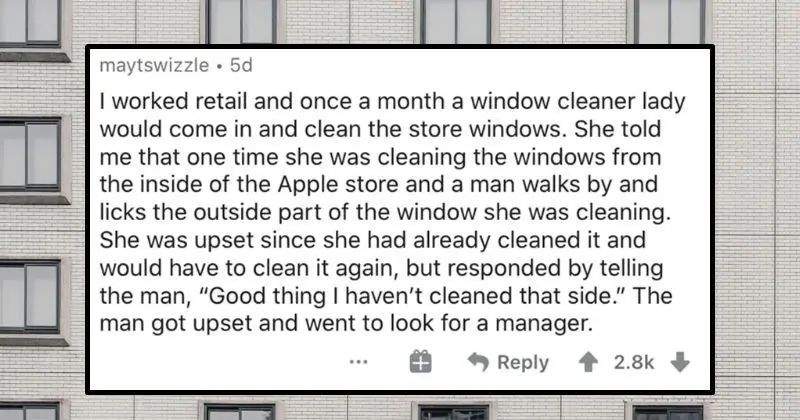 maytswizzle • 5d
I worked retail and once a month a window cleaner lady
would come in and clean the store windows. She told
me that one time she was cleaning the windows from
the inside of the Apple store and a man walks by and
licks the outside part of the window she was cleaning.
She was upset since she had already cleaned it and
would have to clean it again, but responded by telling
the man, “Good thing I haven’t cleaned that side.” The
man got upset and went to look for a manager.
... Reply 2.8k